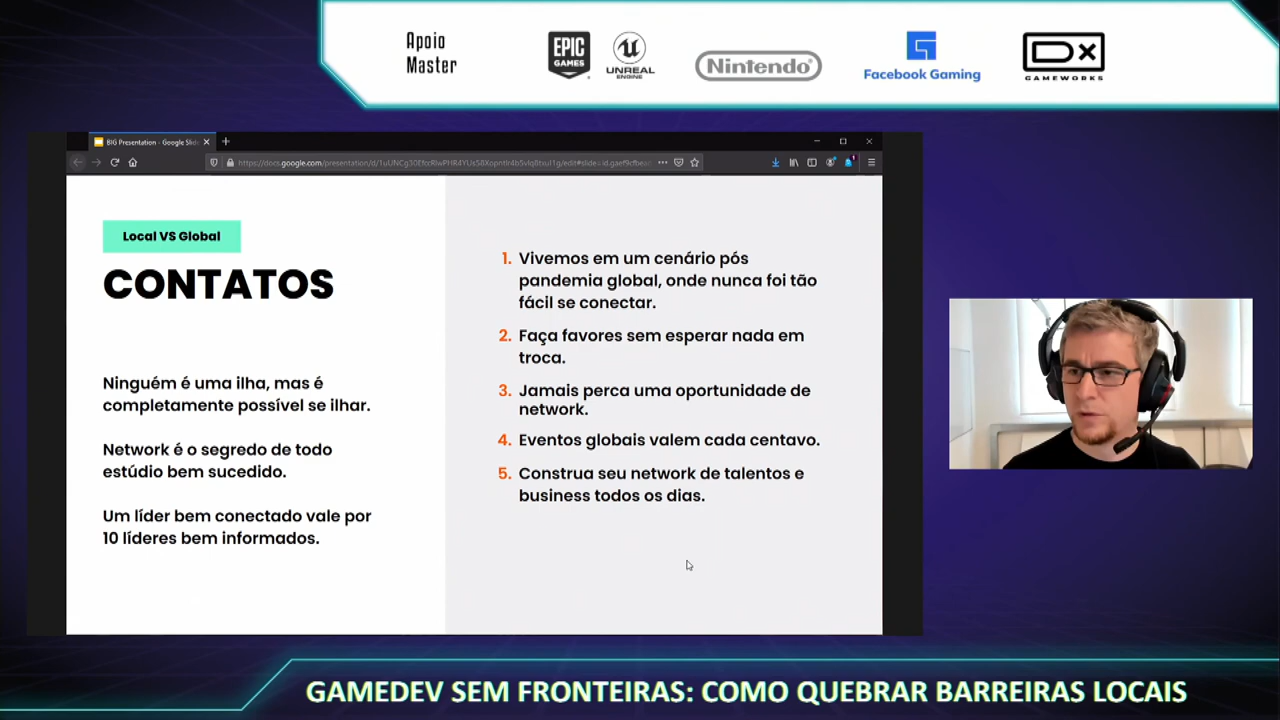 Apoio
Master
EPIC
GAMES
UNREAL
ENGINE
Nintendo
Facebook Gaming
DX
GAMEWORKS
BIG Presentation - Google Slid
Local VS Global
CONTATOS
Ninguém é uma ilha, mas é
completamente possível se ilhar.
Network é o segredo de todo
estúdio bem sucedido.
Um líder bem conectado vale por
10 líderes bem informados.
1. Vivemos em um cenário pós
pandemia global, onde nunca foi tão
fácil se conectar.
2. Faça favores sem esperar nada em
troca.
3. Jamais perca uma oportunidade de
network.
4. Eventos globais valem cada centavo.
5. Construa seu network de talentos e
business todos os dias.
GAMEDEV SEM FRONTEIRAS: COMO QUEBRAR BARREIRAS LOCAIS